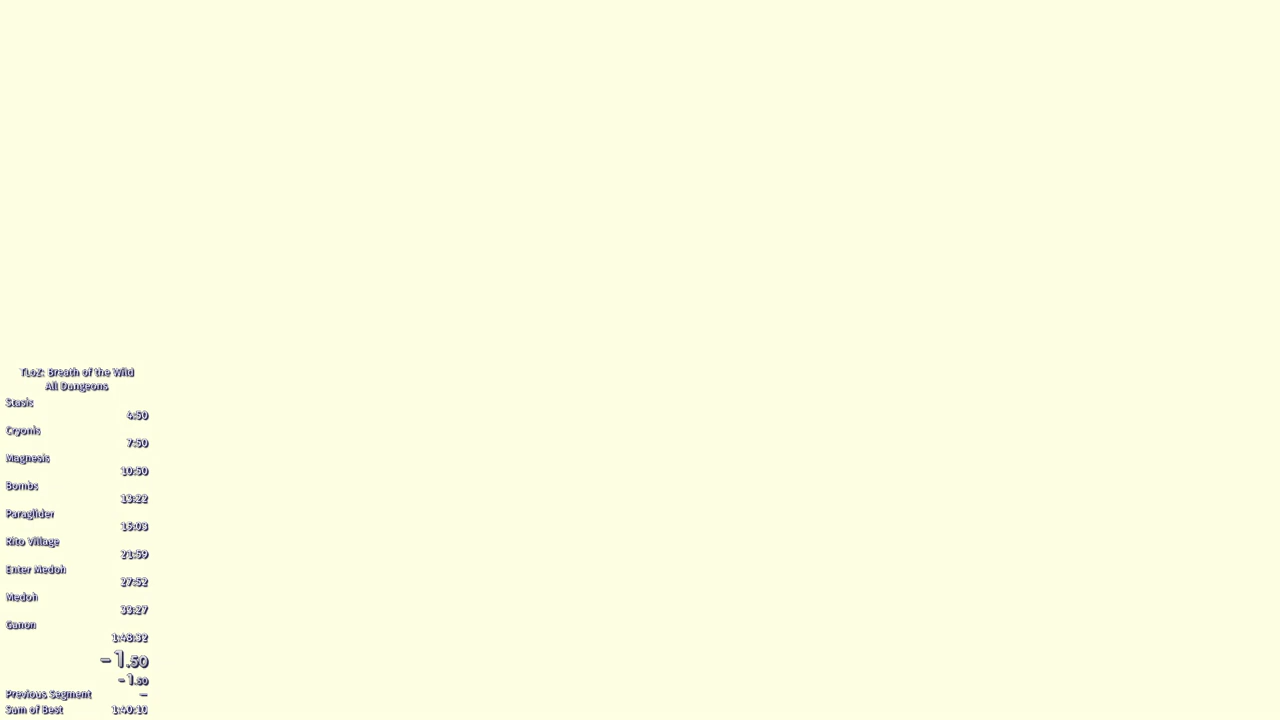 TLoZ: Breath of the Wild
All Dungeons
Stasis
4:50
Cryonis
7:50
Magnesis
10:50
Bombs
13:22
Paraglider
16:03
Rito Village
21:59
Enter Medoh
27:52
Medoh
33:27
Ganon
1:48:32
-1.50
-1.50
Previous Segment –
Sum of Best 1:40:10